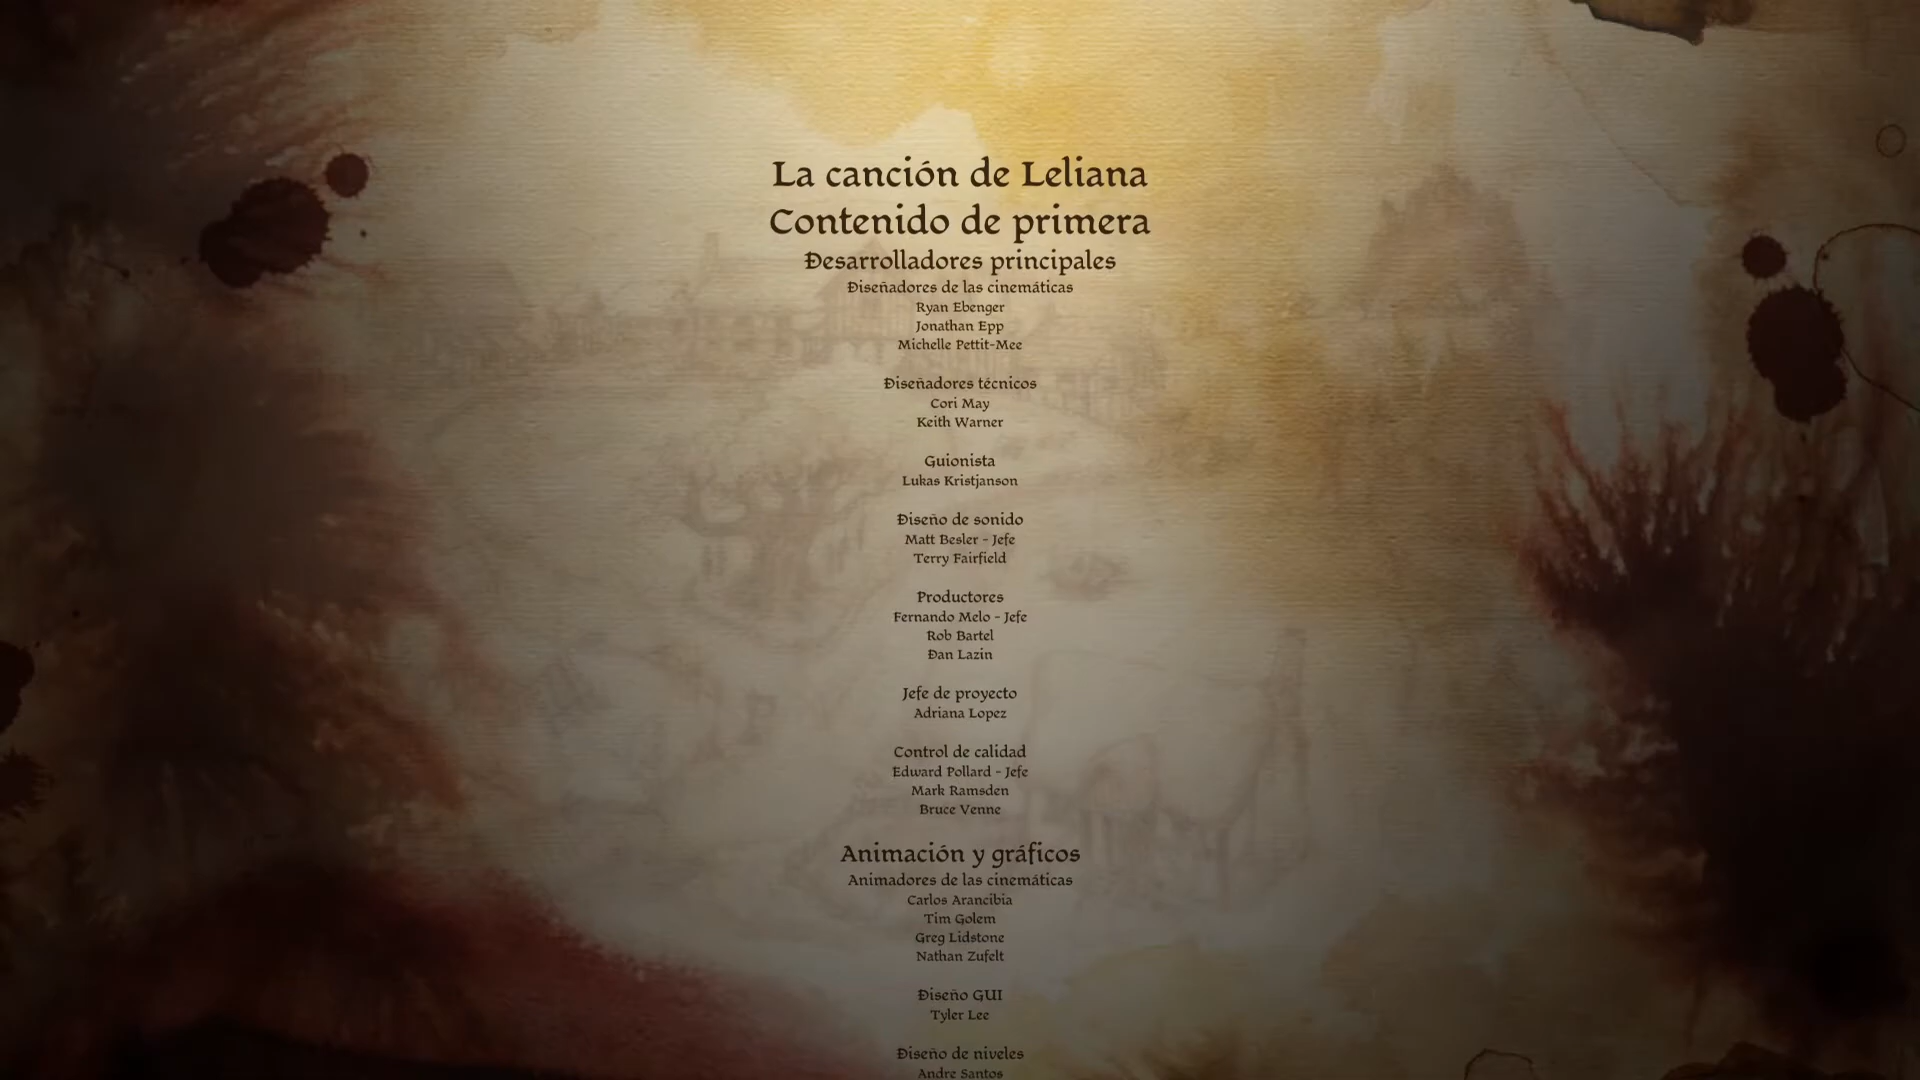 La canción de Leliana
Contenido de primera
Desarrolladores principales
Diseñadores de las cinemáticas
Ryan Ebenger
Jonathan Epp
Michelle Pettit-Mee
Diseñadores técnicos
Cori May
Keith Warner
Guionista
Lukas Kristjanson
Diseño de sonido
Matt Besler - Jefe
Terry Fairfield
Productores
Fernando Melo - Jefe
Rob Bartel
Dan Lazin
Jefe de proyecto
Adriana Lopez
Control de calidad
Edward Pollard - Jefe
Mark Ramsden
Bruce Venne
Animación y gráficos
Animadores de las cinemáticas
Carlos Arancibia
Tim Golem
Greg Lidstone
Nathan Zufelt
Diseño GUI
Tyler Lee
Diseño de niveles
Andre Santos